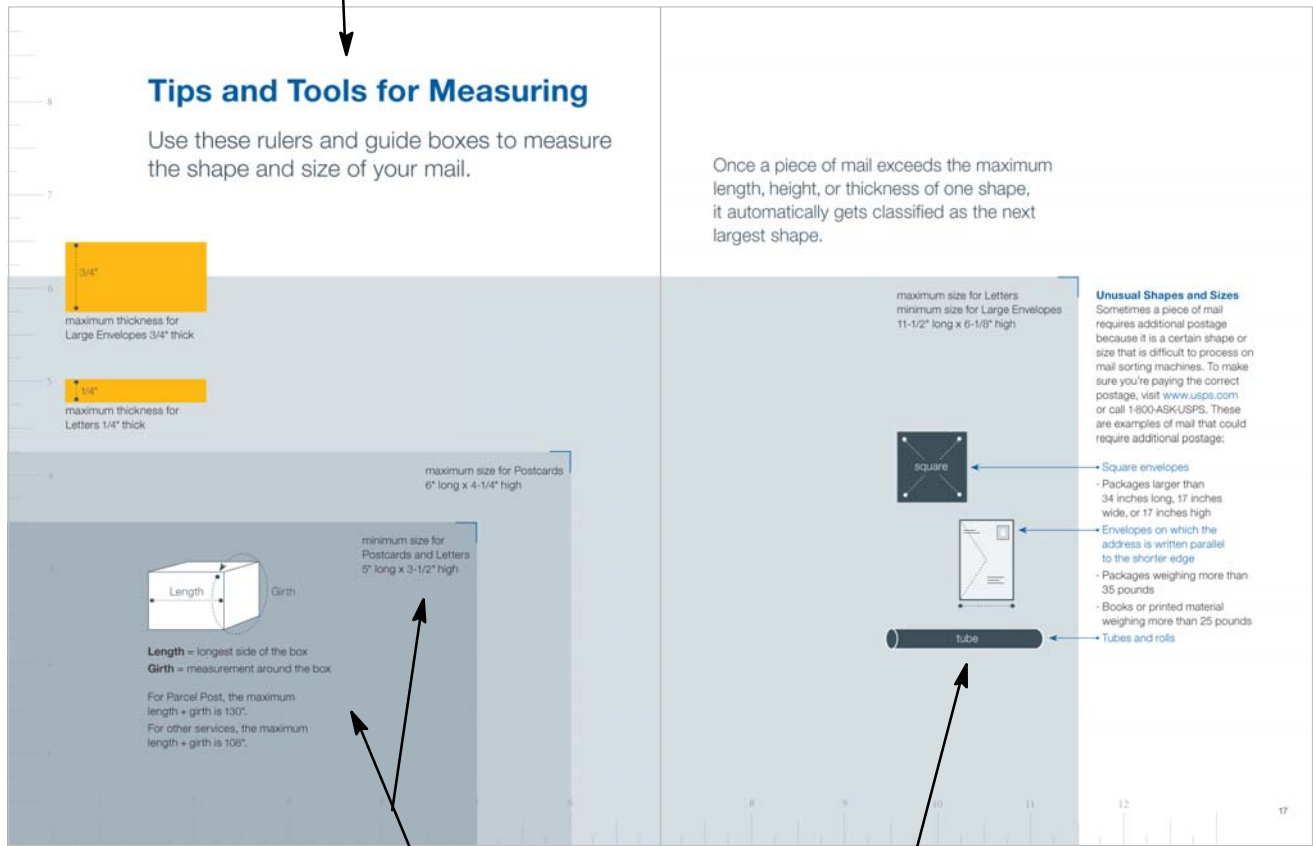 Tips and Tools for Measuring
Use these rulers and guide boxes to measure
the shape and size of your mail.
Once a piece of mail exceeds the maximum
length, height, or thickness of one shape,
it automatically gets classified as the next
largest shape.
8
7
6
5
4
3
2
1
3/4"
maximum thickness for
Large Envelopes 3/4" thick
1/4"
maximum thickness for
Letters 1/4" thick
maximum size for Postcards
6" long x 4-1/4" high
minimum size for
Postcards and Letters
5" long x 3-1/2" high
Length
Girth
Length = longest side of the box
Girth = measurement around the box
For Parcel Post, the maximum
length + girth is 130".
For other services, the maximum
length + girth is 108".
maximum size for Letters
minimum size for Large Envelopes
11-1/2" long x 6-1/8" high
Unusual Shapes and Sizes
Sometimes a piece of mail
requires additional postage
because it is a certain shape or
size that is difficult to process on
mail sorting machines. To make
sure you're paying the correct
postage, visit www.usps.com
or call 1-800-ASK-USPS. These
are examples of mail that could
require additional postage:
square
Square envelopes
- Packages larger than
34 inches long, 17 inches
wide, or 17 inches high
Envelopes on which the
address is written parallel
to the shorter edge
- Packages weighing more than
35 pounds
- Books or printed material
weighing more than 25 pounds
tube
Tubes and rolls
6
8
9
10
11
12
17